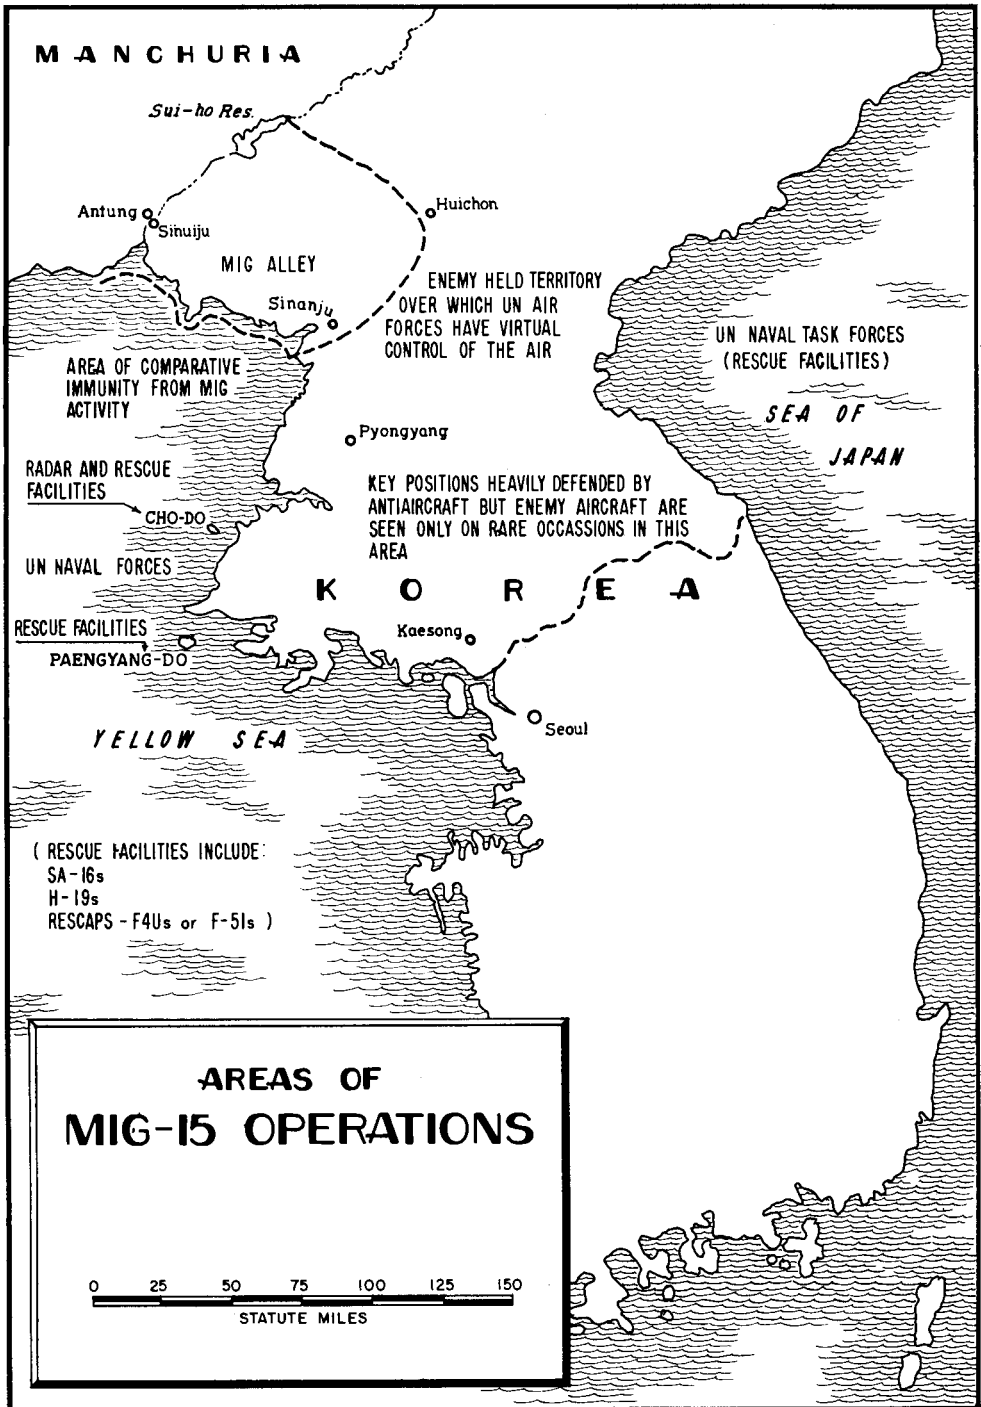 MANCHURIA
Sui-ho Res.
Antung
Sinuiju
Huichon
MIG ALLEY
Sinanju
ENEMY HELD TERRITORY
OVER WHICH UN AIR
FORCES HAVE VIRTUAL
CONTROL OF THE AIR
UN NAVAL TASK FORCES
(RESCUE FACILITIES)
AREA OF COMPARATIVE
IMMUNITY FROM MIG
ACTIVITY
SEA OF
JAPAN
Pyongyang
RADAR AND RESCUE
FACILITIES
CHO-DO
KEY POSITIONS HEAVILY DEFENDED BY
ANTIAIRCRAFT BUT ENEMY AIRCRAFT ARE
SEEN ONLY ON RARE OCCASSIONS IN THIS
AREA
UN NAVAL FORCES
KOREA
RESCUE FACILITIES
PAENGYANG-DO
Kaesong
Seoul
YELLOW SEA
( RESCUE FACILITIES INCLUDE:
SA-16s
H-19s
RESCAPS - F4Us or F-51s )
AREAS OF
MIG-15 OPERATIONS
0 25 50 75 100 125 150
STATUTE MILES